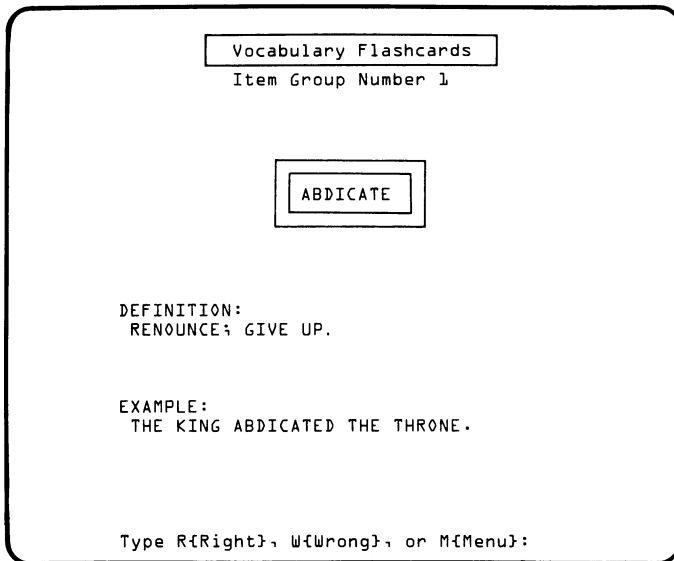 Vocabulary Flashcards
Item Group Number 1
ABDICATE
DEFINITION:
RENOUNCE; GIVE UP.
EXAMPLE:
THE KING ABDICATED THE THRONE.
Type R{Right}, W{Wrong}, or M{Menu}: